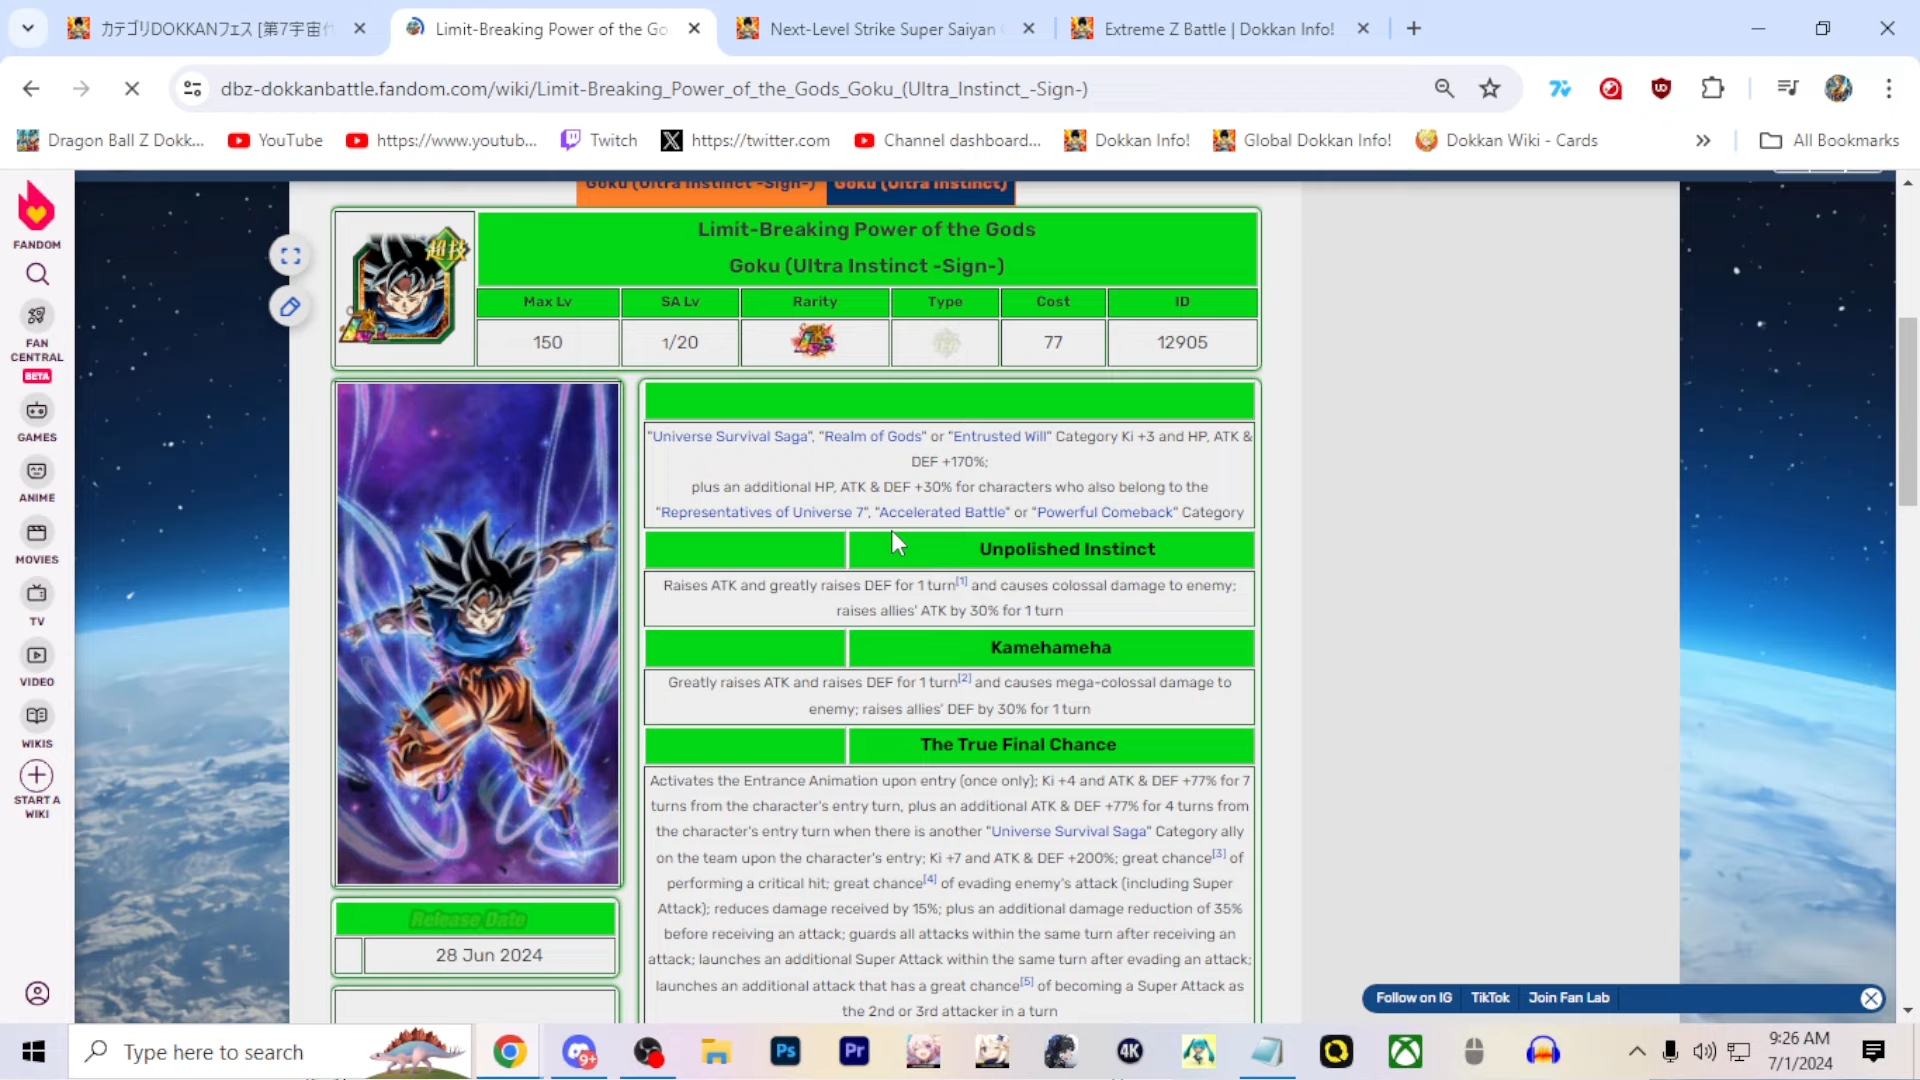 カテゴリDOKKANフェス [第7宇宙代
Limit-Breaking Power of the Go
Next-Level Strike Super Saiyan
Extreme Z Battle | Dokkan Info!
dbz-dokkanbattle.fandom.com/wiki/Limit-Breaking_Power_of_the_Gods_Goku_(Ultra_Instinct_-Sign-)
Dragon Ball Z Dokk...
YouTube
https://www.youtub...
Twitch
https://twitter.com
Channel dashboard...
Dokkan Info!
Global Dokkan Info!
Dokkan Wiki - Cards
All Bookmarks
FANDOM
FAN CENTRAL
BETA
GAMES
ANIME
MOVIES
TV
VIDEO
WIKIS
START A WIKI
Goku (Ultra Instinct -Sign-)
Goku (Ultra Instinct)
超技
Limit-Breaking Power of the Gods
Goku (Ultra Instinct -Sign-)
Max Lv SA Lv Rarity Type Cost ID
150 1/20 LR 77 12905
"Universe Survival Saga", "Realm of Gods" or "Entrusted Will" Category Ki +3 and HP, ATK &
DEF +170%;
plus an additional HP, ATK & DEF +30% for characters who also belong to the
"Representatives of Universe 7", "Accelerated Battle" or "Powerful Comeback" Category
Unpolished Instinct
Raises ATK and greatly raises DEF for 1 turn[1] and causes colossal damage to enemy;
raises allies' ATK by 30% for 1 turn
Kamehameha
Greatly raises ATK and raises DEF for 1 turn[2] and causes mega-colossal damage to
enemy; raises allies' DEF by 30% for 1 turn
The True Final Chance
Activates the Entrance Animation upon entry (once only); Ki +4 and ATK & DEF +77% for 7
turns from the character's entry turn, plus an additional ATK & DEF +77% for 4 turns from
the character's entry turn when there is another "Universe Survival Saga" Category ally
on the team upon the character's entry; Ki +7 and ATK & DEF +200%; great chance[3] of
performing a critical hit; great chance[4] of evading enemy's attack (including Super
Attack); reduces damage received by 15%; plus an additional damage reduction of 35%
before receiving an attack; guards all attacks within the same turn after receiving an
attack; launches an additional Super Attack within the same turn after evading an attack;
launches an additional attack that has a great chance[5] of becoming a Super Attack as
the 2nd or 3rd attacker in a turn
Release Date
28 Jun 2024
Follow on IG
TikTok
Join Fan Lab
Type here to search
9+
Ps
Pr
4K
9:26 AM
7/1/2024